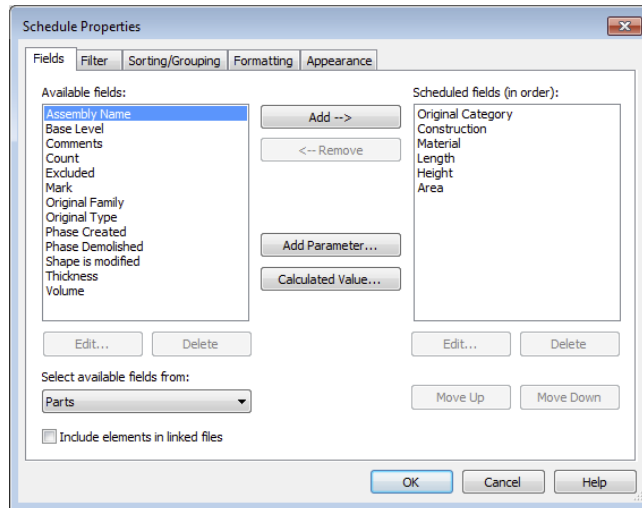 Schedule Properties
Fields Filter Sorting/Grouping Formatting Appearance
Available fields:
Assembly Name
Base Level
Comments
Count
Excluded
Mark
Original Family
Original Type
Phase Created
Phase Demolished
Shape is modified
Thickness
Volume
Edit... Delete
Select available fields from:
Parts
Include elements in linked files
Add -->
<-- Remove
Add Parameter...
Calculated Value...
Scheduled fields (in order):
Original Category
Construction
Material
Length
Height
Area
Edit... Delete
Move Up Move Down
OK Cancel Help